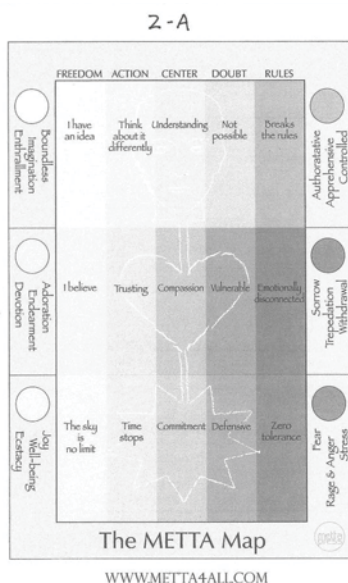 2-A
FREEDOM ACTION CENTER DOUBT RULES
Boundless
Imagination
Enthrallment
I have
an idea
Think
about it
differently
Understanding
Not
possible
Breaks
the rules
Authoratative
Apprehensive
Controlled
Adoration
Endearment
Devotion
I believe
Trusting
Compassion
Vulnerable
Emotionally
disconnected
Sorrow
Trepedation
Withdrawal
Joy
Well-being
Ecstacy
The sky
is
no limit
Time
stops
Commitment
Defensive
Zero
tolerance
Fear
Rage & Anger
Stress
The METTA Map
WWW.METTA4ALL.COM